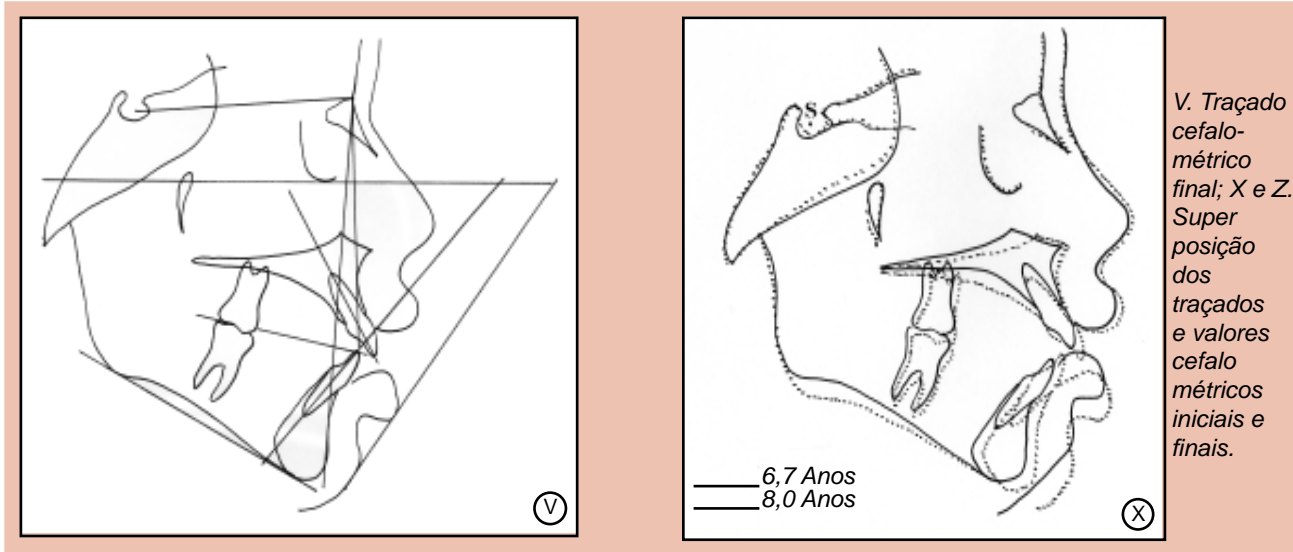 V
S
6,7 Anos
8,0 Anos
X
V. Traçado
cefalo-
métrico
final; X e Z.
Super
posição
dos
traçados
e valores
cefalo
métricos
iniciais e
finais.